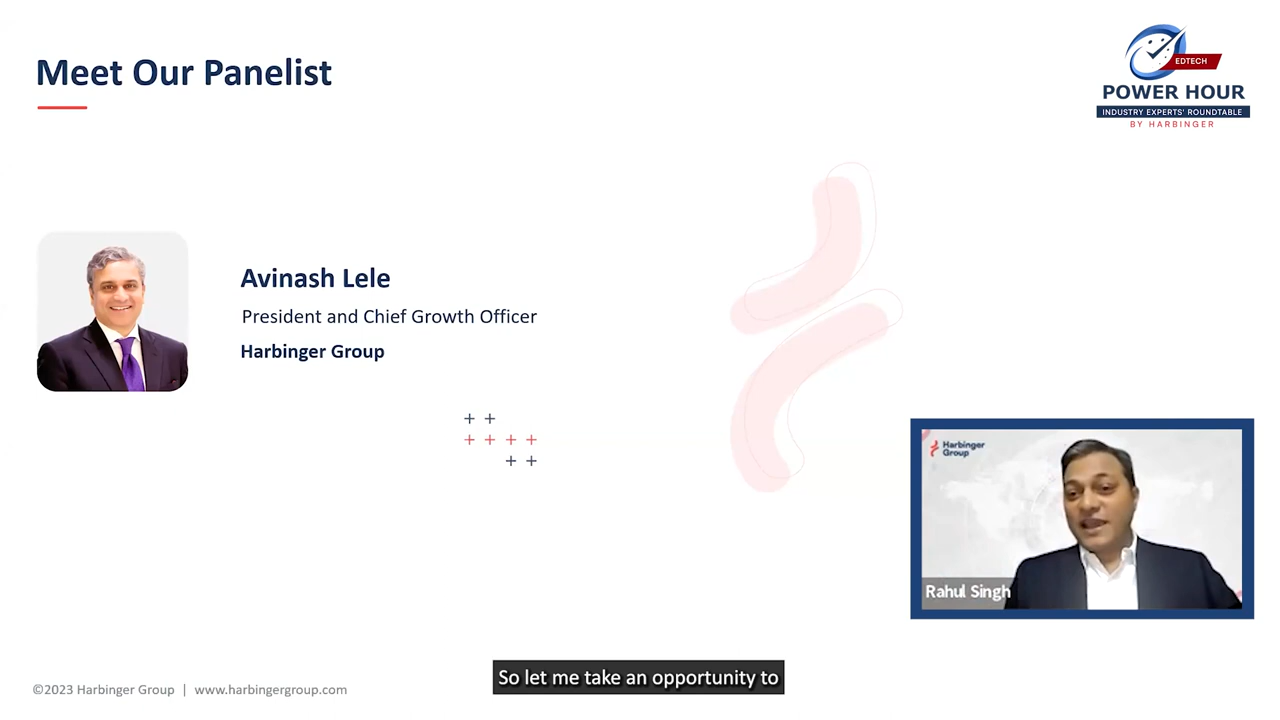 Meet Our Panelist
EDTECH
POWER HOUR
INDUSTRY EXPERTS' ROUNDTABLE
BY HARBINGER
Avinash Lele
President and Chief Growth Officer
Harbinger Group
Harbinger
Group
Rahul Singh
So let me take an opportunity to
©2023 Harbinger Group | www.harbingergroup.com